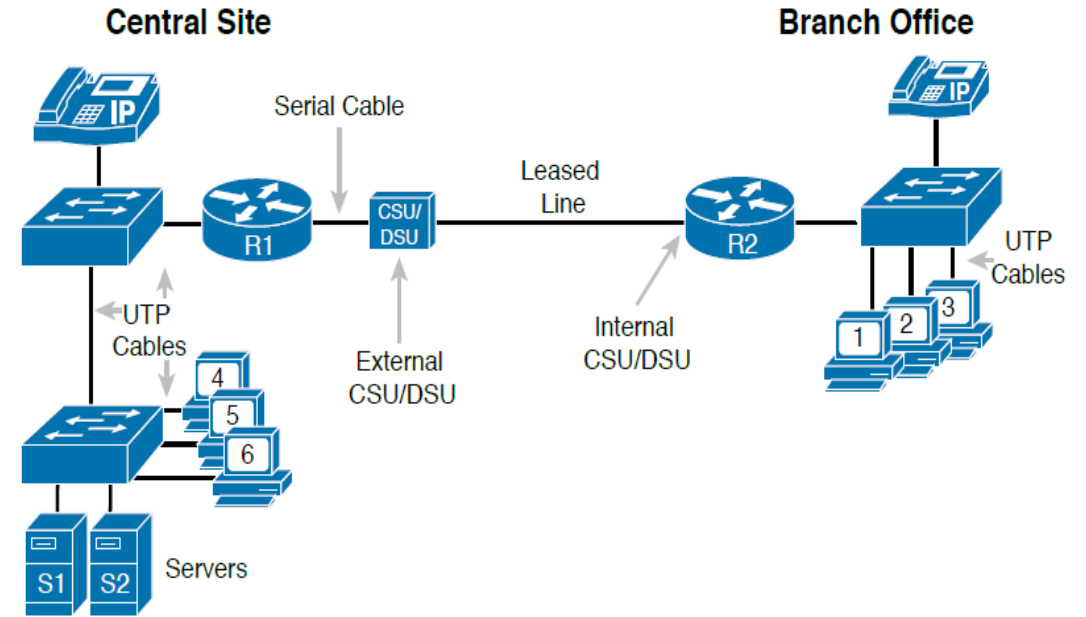 Central Site
Branch Office
IP
IP
Serial Cable
Leased
Line
CSU/
DSU
R1
R2
UTP
Cables
UTP
Cables
Internal
CSU/DSU
External
CSU/DSU
1
2
3
4
5
6
S1
S2
Servers